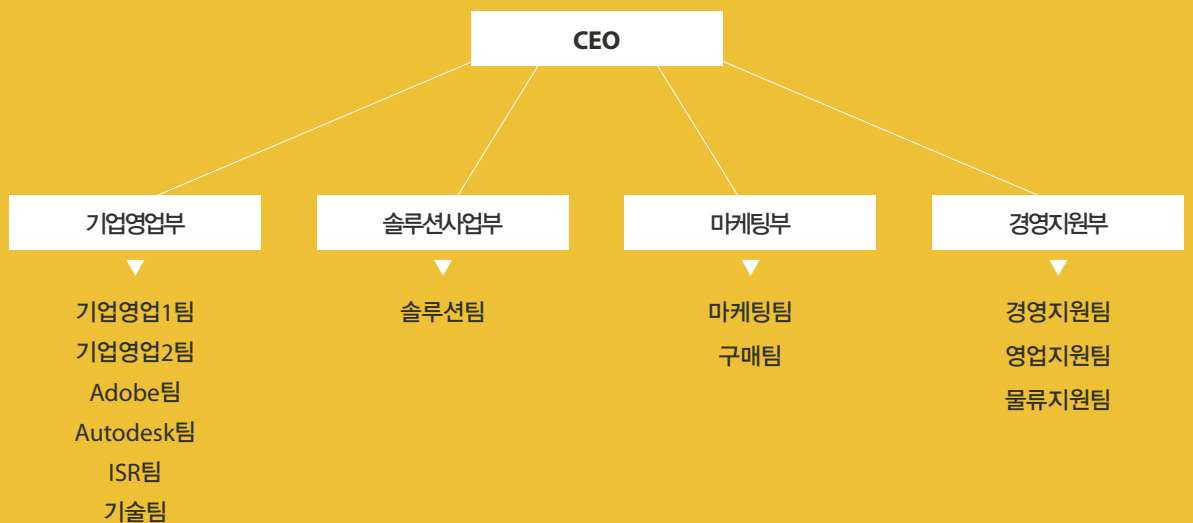 CEO
기업영업부
솔루션사업부
마케팅부
경영지원부
기업영업1팀
기업영업2팀
Adobe팀
Autodesk팀
ISR팀
기술팀
솔루션팀
마케팅팀
구매팀
경영지원팀
영업지원팀
물류지원팀